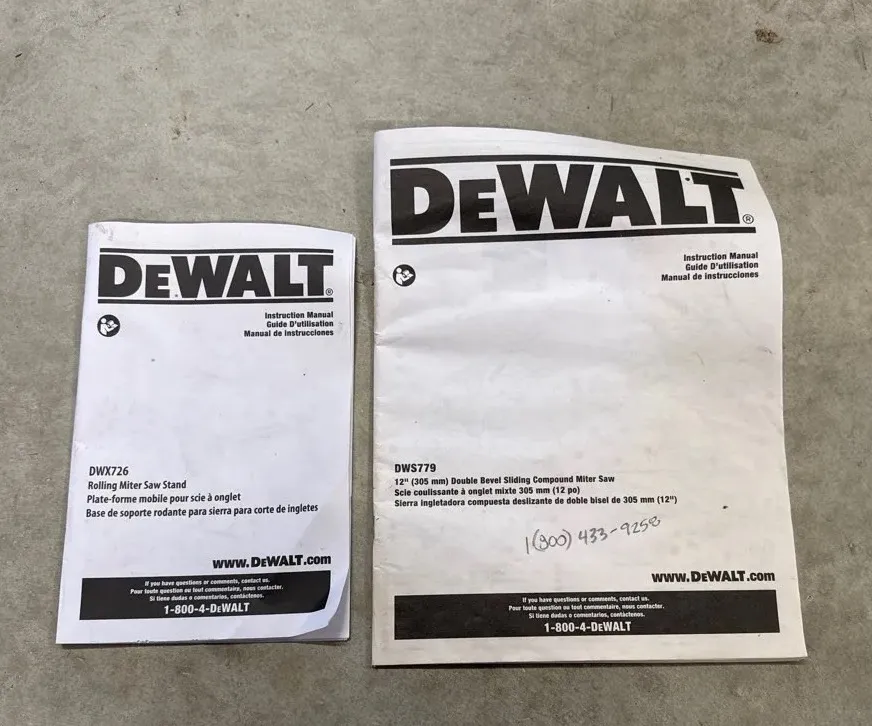 DEWALT®
Instruction Manual
Guide D'utilisation
Manual de instrucciones
DWX726
Rolling Miter Saw Stand
Plate-forme mobile pour scie à onglet
Base de soporte rodante para sierra para corte de ingletes
www.DEWALT.com
If you have questions or comments, contact us.
Pour toute question ou tout commentaire, nous contacter.
Si tiene dudas o comentarios, contáctenos.
1-800-4-DEWALT
DEWALT®
Instruction Manual
Guide D'utilisation
Manual de instrucciones
DWS779
12" (305 mm) Double Bevel Sliding Compound Miter Saw
Scie coulissante à onglet mixte 305 mm (12 po)
Sierra ingletadora compuesta deslizante de doble bisel de 305 mm (12")
1(800) 433-9258
www.DEWALT.com
If you have questions or comments, contact us.
Pour toute question ou tout commentaire, nous contacter.
Si tiene dudas o comentarios, contáctenos.
1-800-4-DEWALT